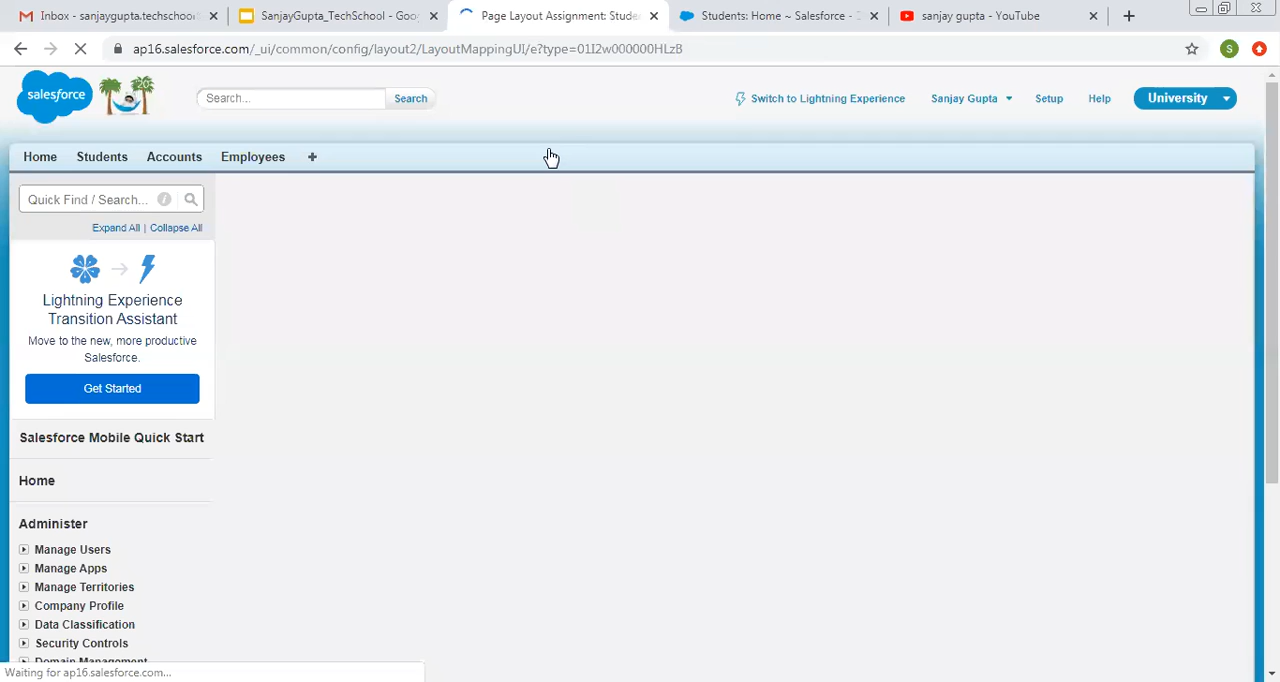 Inbox - sanjaygupta.techschool
SanjayGupta_TechSchool - Goo
Page Layout Assignment: Stude
Students: Home ~ Salesforce -
sanjay gupta - YouTube
ap16.salesforce.com/_ui/common/config/layout2/LayoutMappingUI/e?type=01I2w000000HLzB
S
salesforce
20
Search...
Search
Switch to Lightning Experience
Sanjay Gupta
Setup
Help
University
Home
Students
Accounts
Employees
Quick Find / Search...
Expand All | Collapse All
Lightning Experience
Transition Assistant
Move to the new, more productive
Salesforce.
Get Started
Salesforce Mobile Quick Start
Home
Administer
Manage Users
Manage Apps
Manage Territories
Company Profile
Data Classification
Security Controls
Domain Management
Waiting for ap16.salesforce.com...